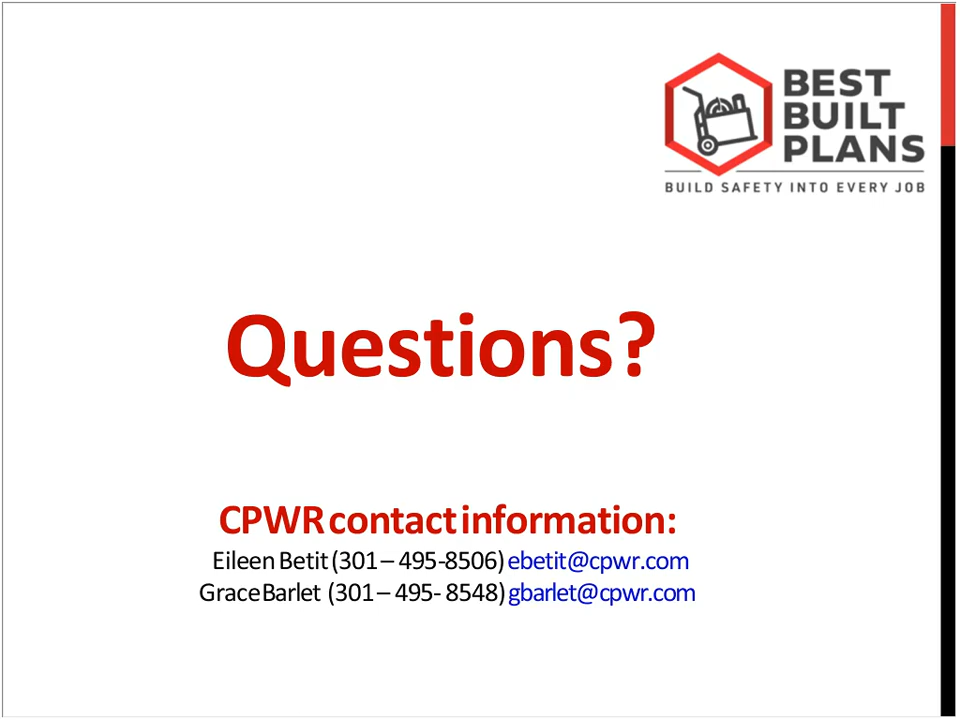 BEST
BUILT
PLANS
BUILD SAFETY INTO EVERY JOB
Questions?
CPWR contact information:
Eileen Betit (301 – 495-8506) ebetit@cpwr.com
Grace Barlet (301 – 495- 8548) gbarlet@cpwr.com